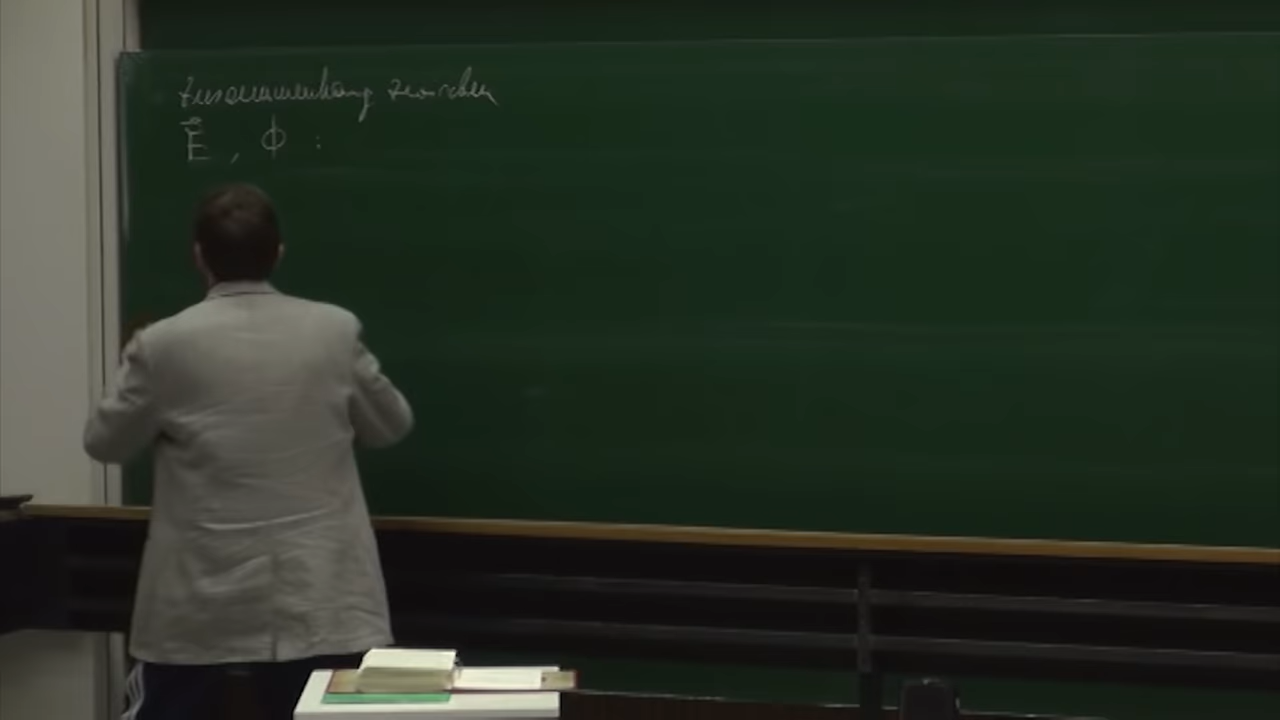 Zusammenhang zwischen
E⃗ , Φ :